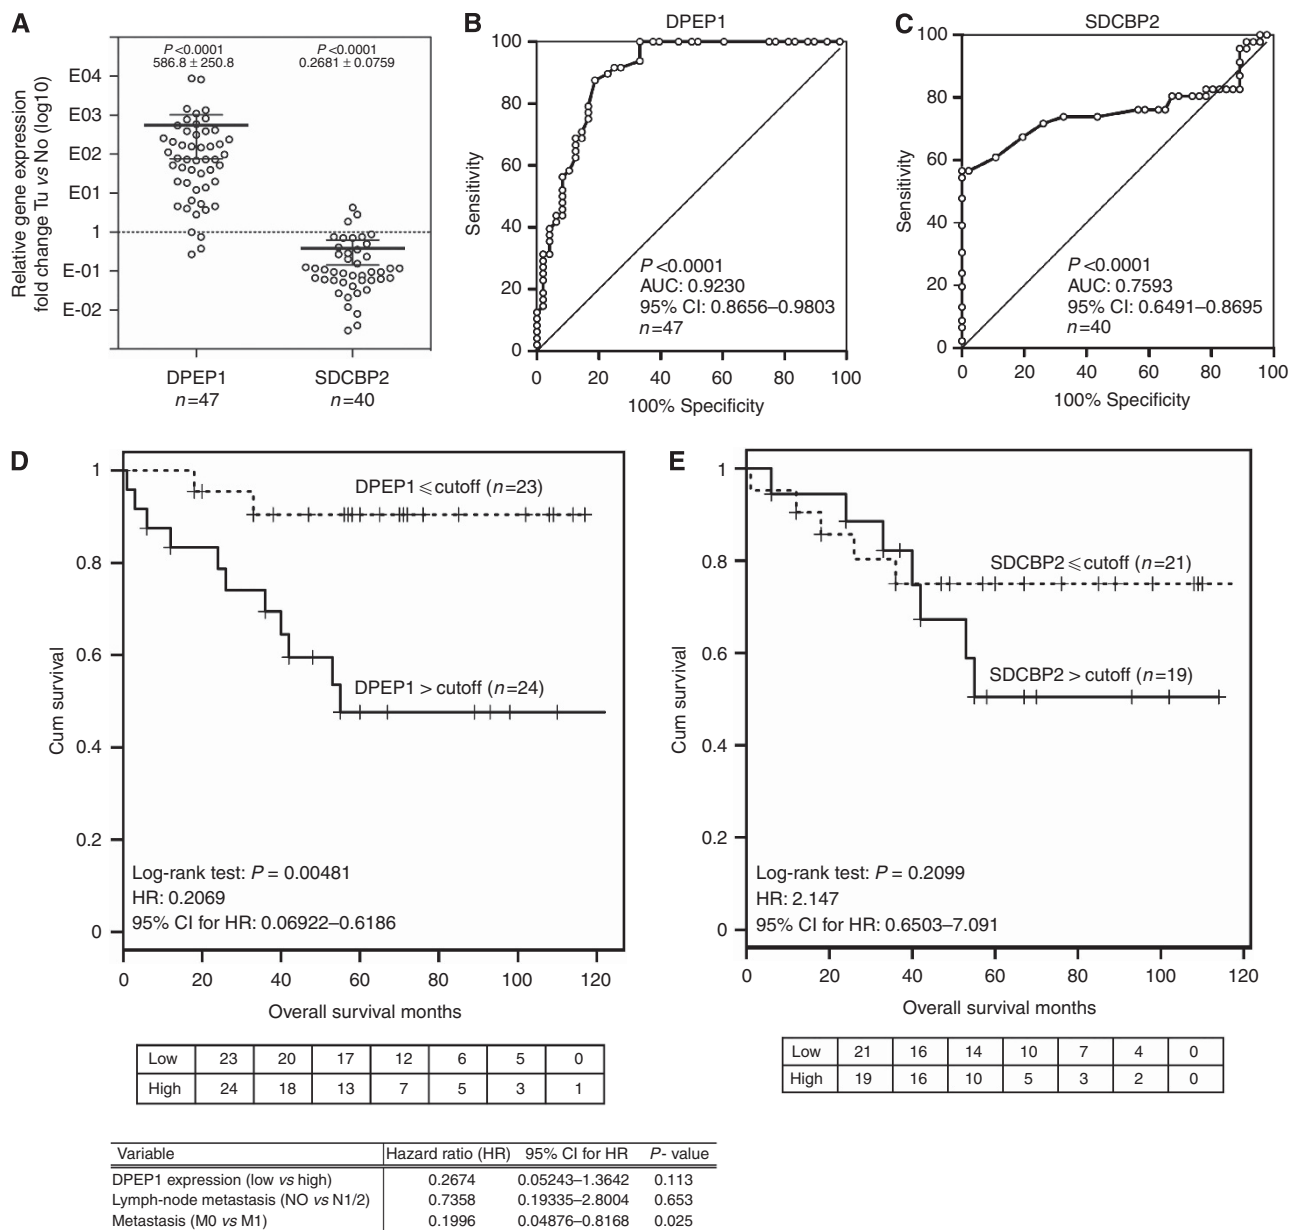 A
P<0.0001
586.8±250.8
P<0.0001
0.2681±0.0759
Relative gene expression
fold change Tu vs No (log10)
E04
E03
E02
E01
1
E-01
E-02
DPEP1
n=47
SDCBP2
n=40
B
DPEP1
Sensitivity
100
80
60
40
20
0
P<0.0001
AUC: 0.9230
95% CI: 0.8656–0.9803
n=47
0 20 40 60 80 100
100% Specificity
C
SDCBP2
Sensitivity
100
80
60
40
20
0
P<0.0001
AUC: 0.7593
95% CI: 0.6491–0.8695
n=40
0 20 40 60 80 100
100% Specificity
D
Cum survival
1
0.8
0.6
0.4
0.2
0
DPEP1 ⩽ cutoff (n=23)
DPEP1 > cutoff (n=24)
Log-rank test: P = 0.00481
HR: 0.2069
95% CI for HR: 0.06922–0.6186
0 20 40 60 80 100 120
Overall survival months
Low 23 20 17 12 6 5 0
High 24 18 13 7 5 3 1
E
Cum survival
1
0.8
0.6
0.4
0.2
0
SDCBP2 ⩽ cutoff (n=21)
SDCBP2 > cutoff (n=19)
Log-rank test: P = 0.2099
HR: 2.147
95% CI for HR: 0.6503–7.091
0 20 40 60 80 100 120
Overall survival months
Low 21 16 14 10 7 4 0
High 19 16 10 5 3 2 0
Variable Hazard ratio (HR) 95% CI for HR P- value
DPEP1 expression (low vs high) 0.2674 0.05243–1.3642 0.113
Lymph-node metastasis (NO vs N1/2) 0.7358 0.19335–2.8004 0.653
Metastasis (M0 vs M1) 0.1996 0.04876–0.8168 0.025